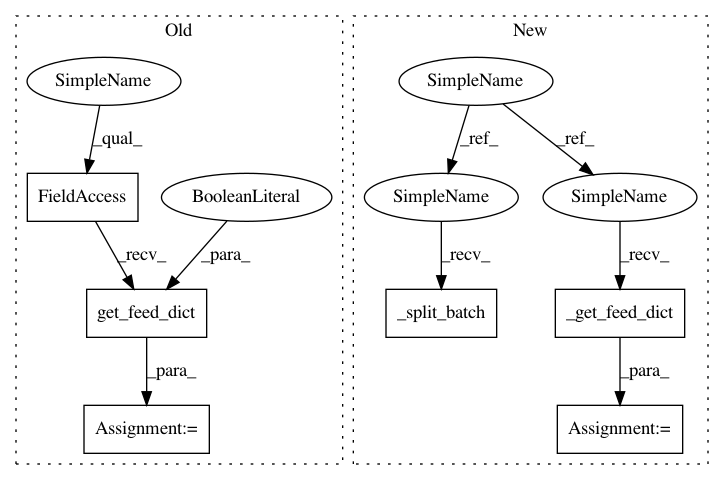 Old
New
SimpleName
SimpleName
_qual_
_ref_
_ref_
FieldAccess
BooleanLiteral
SimpleName
SimpleName
_recv_
_para_
_recv_
_recv_
get_feed_dict
_split_batch
_get_feed_dict
_para_
_para_
Assignment:=
Assignment:=